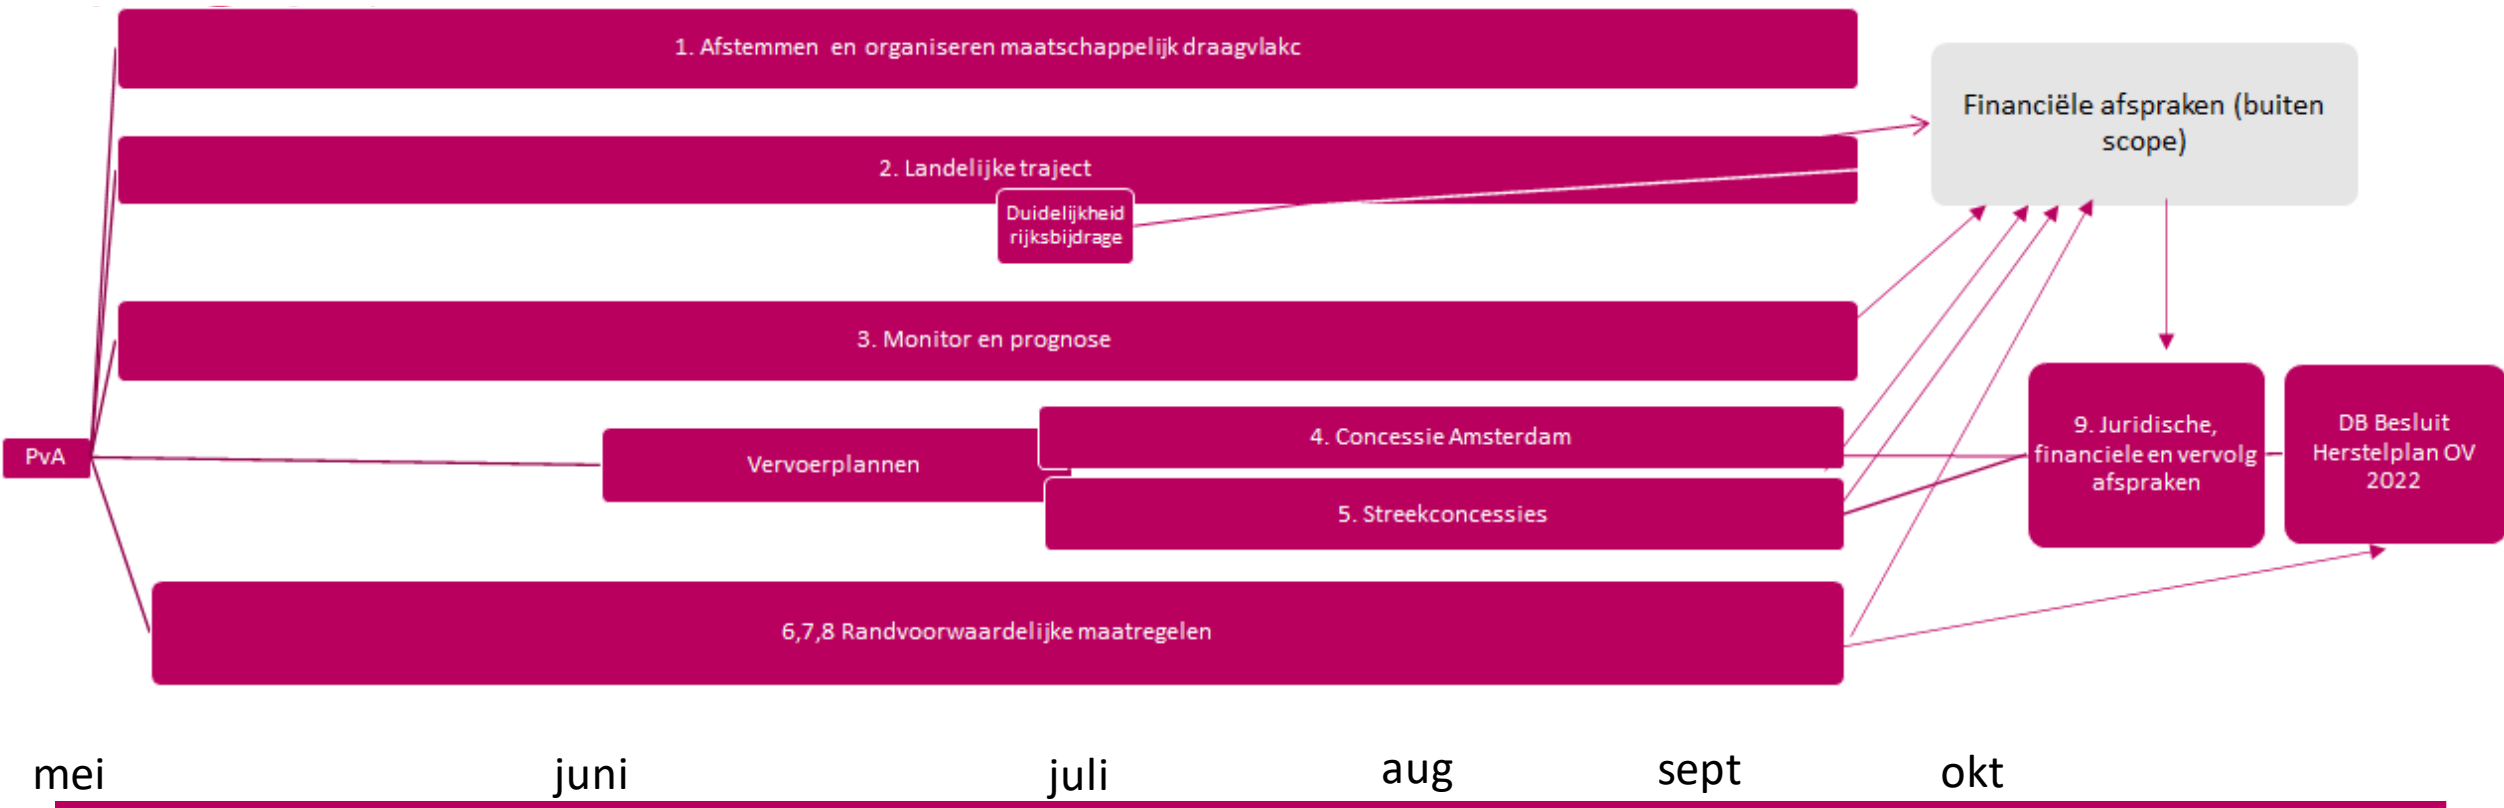 1. Afstemmen en organiseren maatschappelijk draagvlakc
Financiële afspraken (buiten
scope)
2. Landelijke traject
Duidelijkheid
rijksbijdrage
3. Monitor en prognose
PvA
Vervoerplannen
4. Concessie Amsterdam
5. Streekconcessies
9. Juridische,
financiele en vervolg
afspraken
DB Besluit
Herstelplan OV
2022
6,7,8 Randvoorwaardelijke maatregelen
mei juni juli aug sept okt